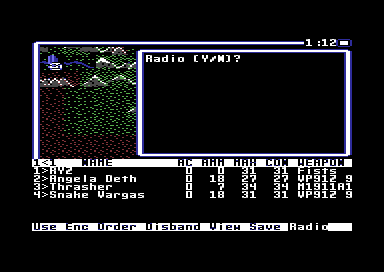 1:12
Radio (Y/N)?
1<1 NAME AC AMM MAX CON WEAPON
1>AYZ 0 0 31 31 Fists
2>Angela Deth 0 18 27 27 VP912 9
3>Thrasher 0 7 34 34 M1911A1
4>Snake Vargas 0 18 31 31 VP912 9
Use Enc Order Disband View Save Radio